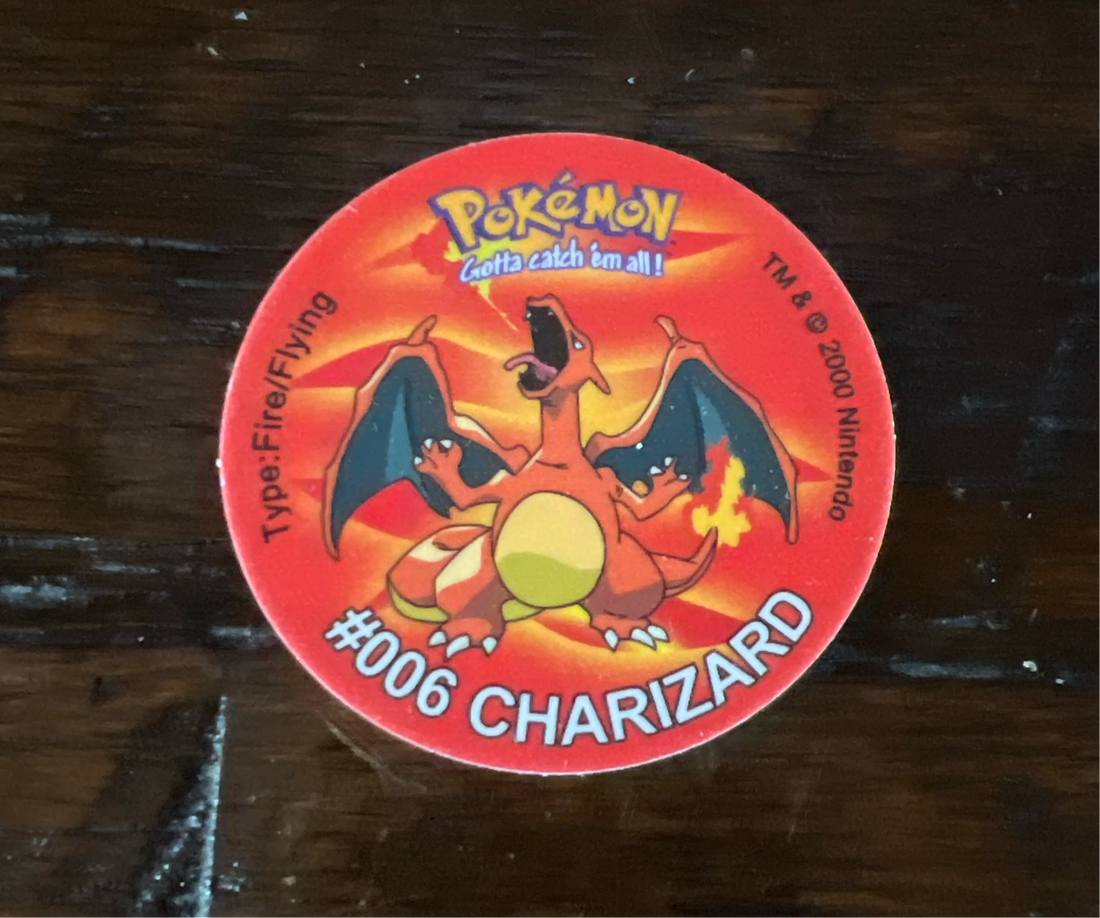 POKéMON
Gotta catch 'em all!
Type:Fire/Flying
TM & © 2000 Nintendo
#006 CHARIZARD